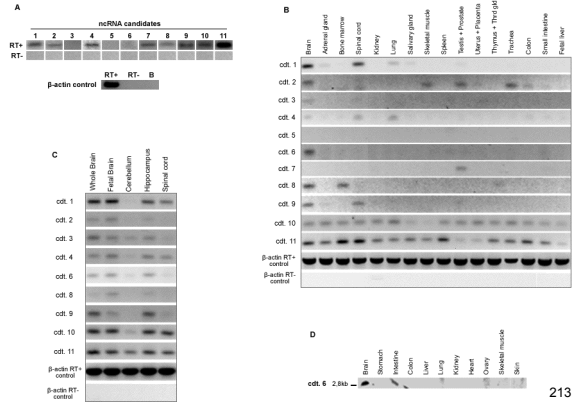 A
ncRNA candidates
1 2 3 4 5 6 7 8 9 10 11
RT+
RT-
RT+ RT- B
β-actin control
B
Brain
Adrenal gland
Bone marrow
Spinal cord
Kidney
Lung
Salivary gland
Skeletal muscle
Spleen
Testis + Prostate
Uterus + Placenta
Thymus + Thrd gld
Trachea
Colon
Small intestine
Fetal liver
cdt. 1
cdt. 2
cdt. 3
cdt. 4
cdt. 5
cdt. 6
cdt. 7
cdt. 8
cdt. 9
cdt. 10
cdt. 11
β-actin RT+
control
β-actin RT-
control
C
Whole Brain
Fetal Brain
Cerebellum
Hippocampus
Spinal cord
cdt. 1
cdt. 2
cdt. 3
cdt. 4
cdt. 6
cdt. 8
cdt. 9
cdt. 10
cdt. 11
β-actin RT+
control
β-actin RT-
control
D
Brain
Stomach
Intestine
Colon
Liver
Lung
Kidney
Heart
Ovary
Skeletal muscle
Skin
cdt. 6 2,8kb
213